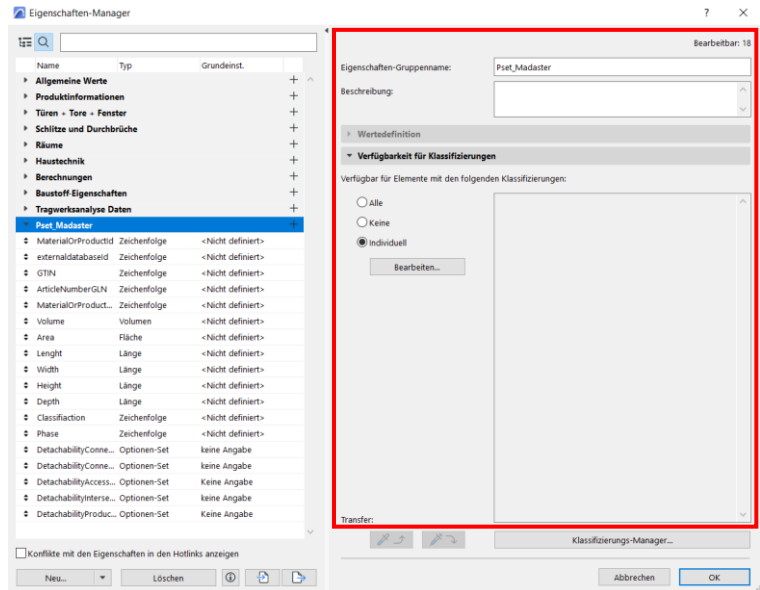 Eigenschaften-Manager
?
Name Typ Grundeinst.
Allgemeine Werte
Produktinformationen
Türen + Tore + Fenster
Schlitze und Durchbrüche
Räume
Haustechnik
Berechnungen
Baustoff-Eigenschaften
Tragwerksanalyse Daten
Pset_Madaster
MaterialOrProductId Zeichenfolge <Nicht definiert>
externaldatabaseId Zeichenfolge <Nicht definiert>
GTIN Zeichenfolge <Nicht definiert>
ArticleNumberGLN Zeichenfolge <Nicht definiert>
MaterialOrProduct... Zeichenfolge <Nicht definiert>
Volume Volumen <Nicht definiert>
Area Fläche <Nicht definiert>
Lenght Länge <Nicht definiert>
Width Länge <Nicht definiert>
Height Länge <Nicht definiert>
Depth Länge <Nicht definiert>
Classifiaction Zeichenfolge <Nicht definiert>
Phase Zeichenfolge <Nicht definiert>
DetachabilityConne... Optionen-Set keine Angabe
DetachabilityConne... Optionen-Set Keine Angabe
DetachabilityAccess... Optionen-Set Keine Angabe
DetachabilityInterse... Optionen-Set keine Angabe
DetachabilityProduc... Optionen-Set Keine Angabe
Konflikte mit den Eigenschaften in den Hotlinks anzeigen
Neu... Löschen
Bearbeitbar: 18
Eigenschaften-Gruppenname: Pset_Madaster
Beschreibung:
Wertedefinition
Verfügbarkeit für Klassifizierungen
Verfügbar für Elemente mit den folgenden Klassifizierungen:
Alle
Keine
Individuell
Bearbeiten...
Transfer:
Klassifizierungs-Manager...
Abbrechen OK